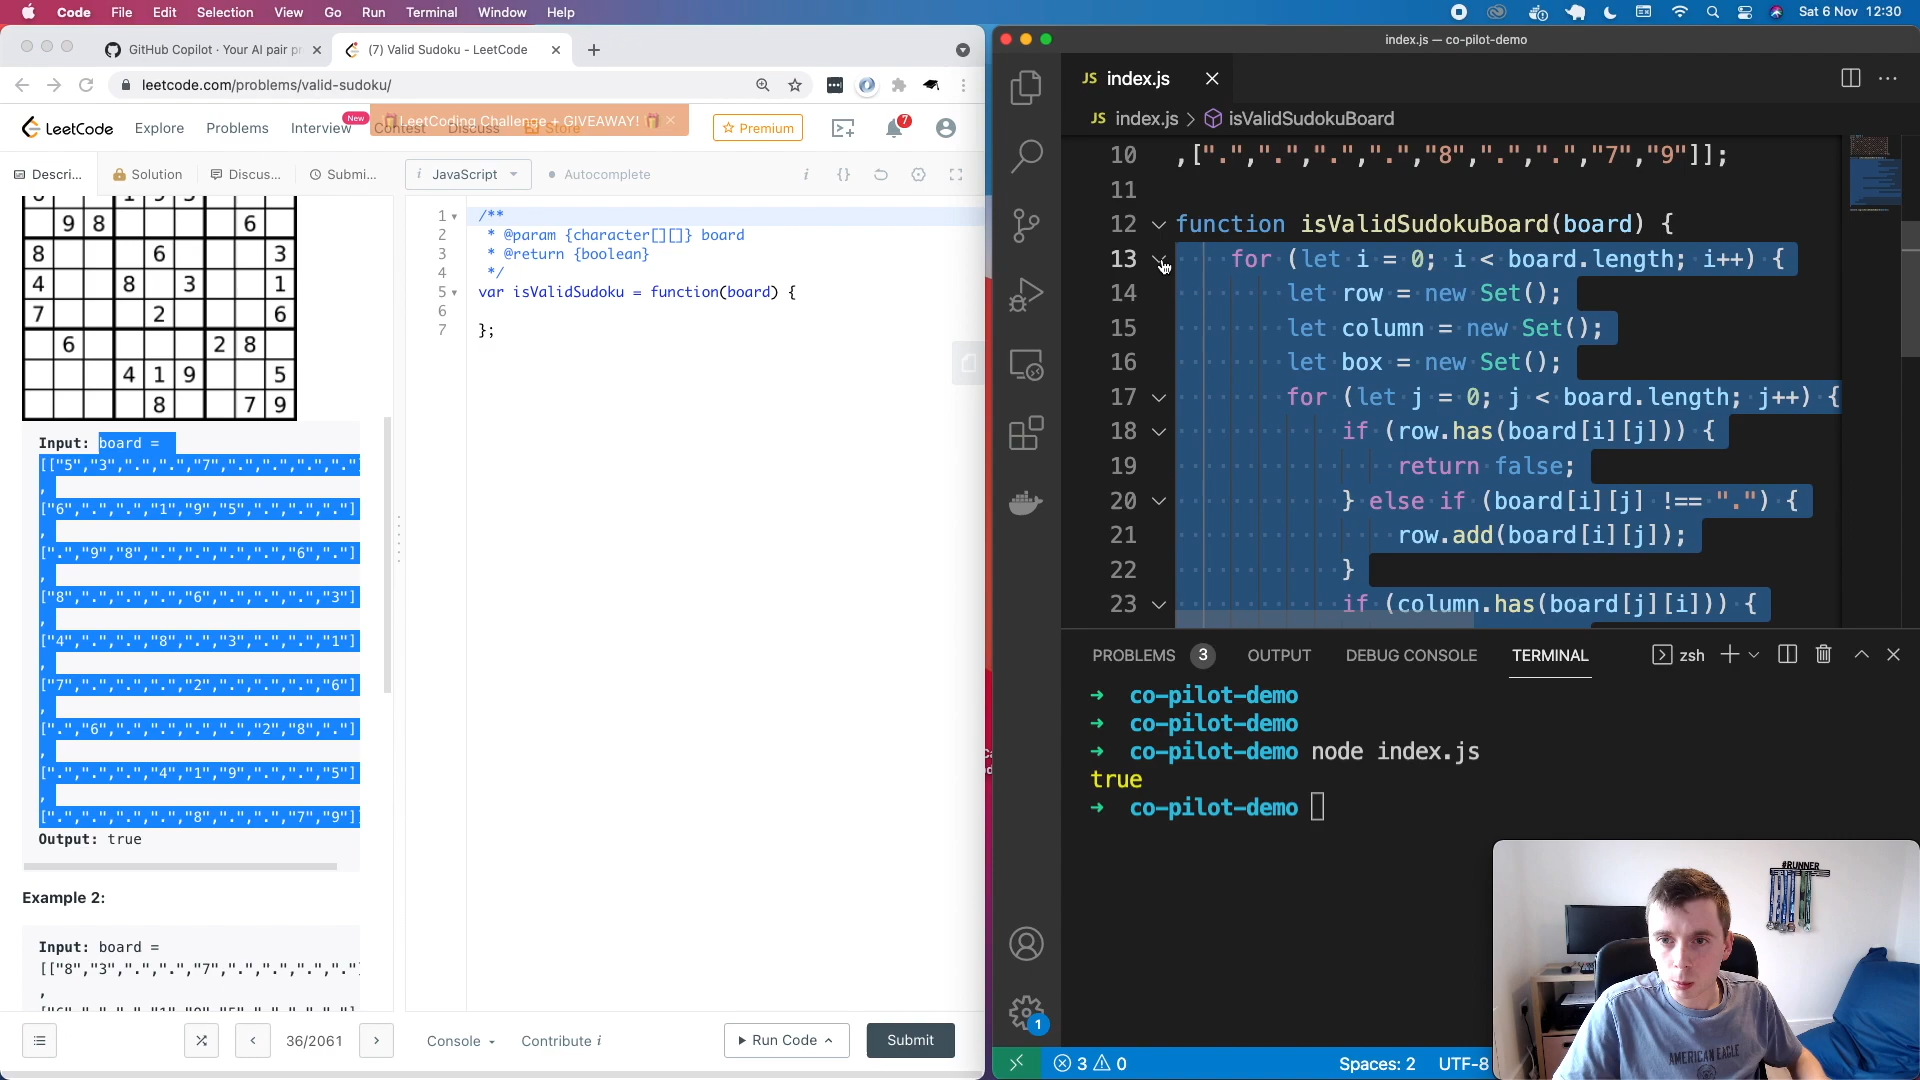 Code File Edit Selection View Go Run Terminal Window Help
Sat 6 Nov 12:30
GitHub Copilot · Your AI pair pr
(7) Valid Sudoku - LeetCode
leetcode.com/problems/valid-sudoku/
LeetCode Explore Problems Interview New Contest Discuss Store
LeetCoding Challenge + GIVEAWAY!
Premium
7
Descri... Solution Discus... Submi...
i JavaScript Autocomplete
9 8 6
8 6 3
4 8 3 1
7 2 6
6 2 8
4 1 9 5
8 7 9
Input: board =
[["5","3",".",".","7",".",".",".","."]
,
["6",".",".","1","9","5",".",".","."]
,
[".","9","8",".",".",".",".","6","."]
,
["8",".",".",".","6",".",".",".","3"]
,
["4",".",".","8",".","3",".",".","1"]
,
["7",".",".",".","2",".",".",".","6"]
,
[".","6",".",".",".",".","2","8","."]
,
[".",".",".","4","1","9",".",".","5"]
,
[".",".",".",".","8",".",".","7","9"]
Output: true
Example 2:
Input: board =
[["8","3",".",".","7",".",".",".","."
,
1 /**
2 * @param {character[][]} board
3 * @return {boolean}
4 */
5 var isValidSudoku = function(board) {
6
7 };
36/2061
Console
Contribute i
Run Code
Submit
index.js — co-pilot-demo
JS index.js
JS index.js > isValidSudokuBoard
10 ,[".",".",".",".","8",".",".","7","9"]];
11
12 function isValidSudokuBoard(board) {
13 for (let i = 0; i < board.length; i++) {
14 let row = new Set();
15 let column = new Set();
16 let box = new Set();
17 for (let j = 0; j < board.length; j++) {
18 if (row.has(board[i][j])) {
19 return false;
20 } else if (board[i][j] !== ".") {
21 row.add(board[i][j]);
22 }
23 if (column.has(board[j][i])) {
PROBLEMS 3 OUTPUT DEBUG CONSOLE TERMINAL zsh
→ co-pilot-demo
→ co-pilot-demo
→ co-pilot-demo node index.js
true
→ co-pilot-demo
1
3 0
Spaces: 2 UTF-8
#RUNNER
AMERICAN EAGLE